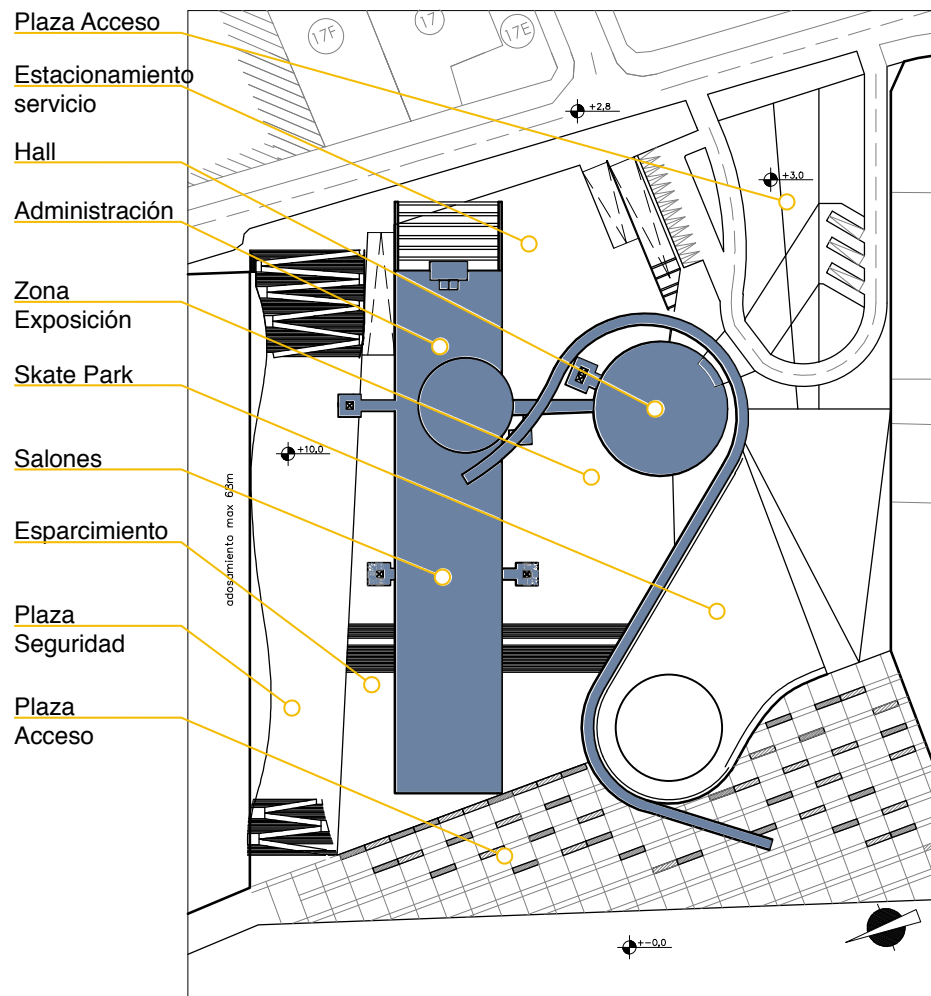 Plaza Acceso
Estacionamiento
servicio
Hall
Administración
Zona
Exposición
Skate Park
Salones
Esparcimiento
Plaza
Seguridad
Plaza
Acceso
17F
17
17E
+2,8
+3,0
+10,0
adosamiento max 68m
+-0,0